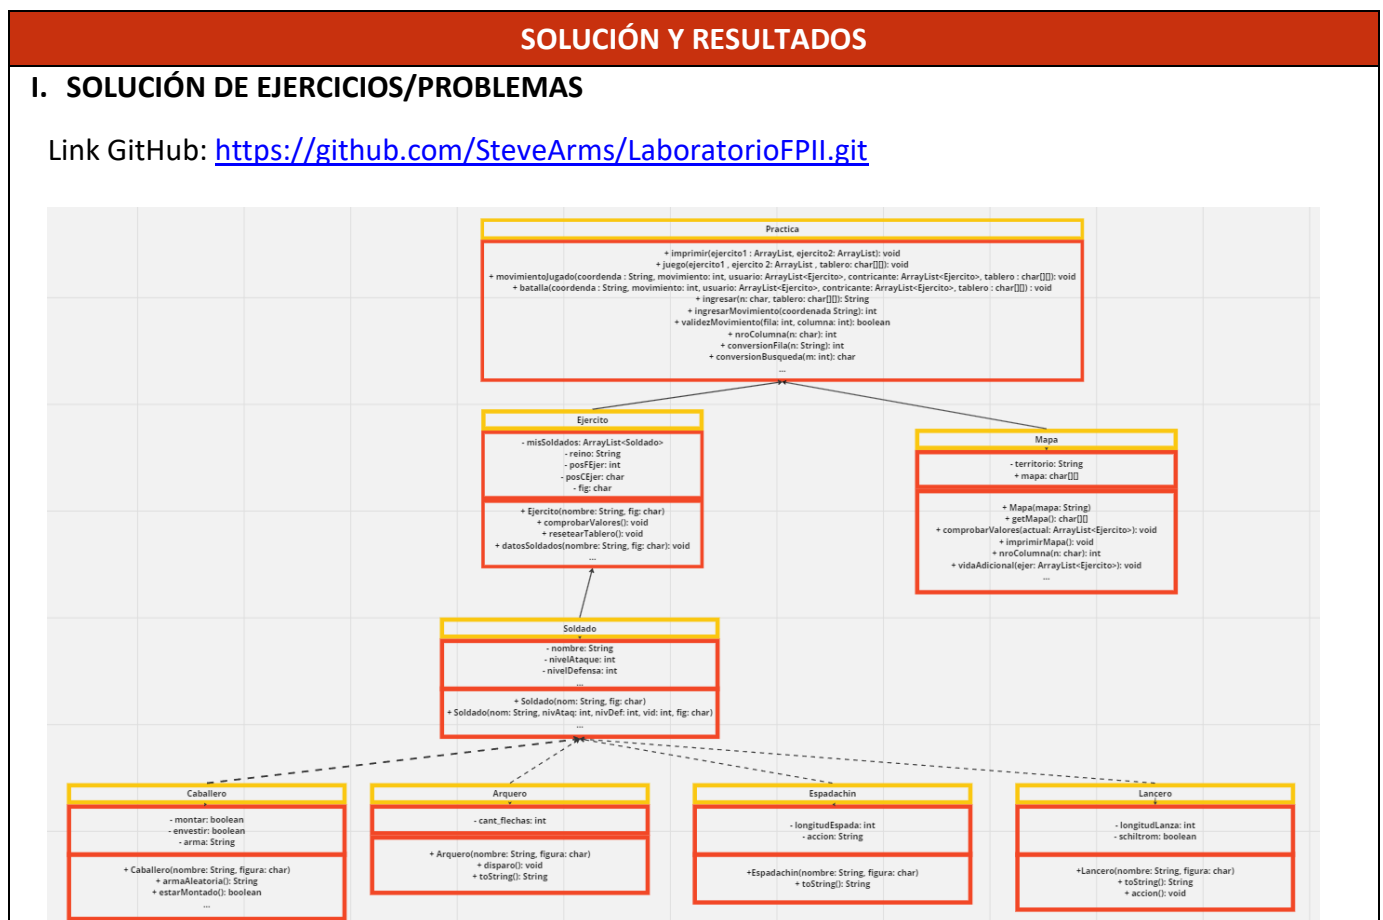 SOLUCIÓN Y RESULTADOS
I. SOLUCIÓN DE EJERCICIOS/PROBLEMAS
Link GitHub: https://github.com/SteveArms/LaboratorioFPII.git
Practica
+ imprimir(ejercito1 : ArrayList, ejercito2: ArrayList): void
+ juego(ejercito1 , ejercito 2: ArrayList , tablero: char[][]): void
+ movimientoJugado(coordenda : String, movimiento: int, usuario: ArrayList<Ejercito>, contricante: ArrayList<Ejercito>, tablero : char[][]): void
+ batalla(coordenda : String, movimiento: int, usuario: ArrayList<Ejercito>, contricante: ArrayList<Ejercito>, tablero : char[][]) : void
+ ingresar(n: char, tablero: char[][]): String
+ ingresarMovimiento(coordenada String): int
+ validezMovimiento(fila: int, columna: int): boolean
+ nroColumna(n: char): int
+ conversionFila(n: String): int
+ conversionBusqueda(m: int): char
...
Ejercito
- misSoldados: ArrayList<Soldado>
- reino: String
- posFEjer: int
- posCEjer: char
- fig: char
+ Ejercito(nombre: String, fig: char)
+ comprobarValores(): void
+ resetearTablero(): void
+ datosSoldados(nombre: String, fig: char): void
...
Mapa
- territorio: String
+ mapa: char[][]
+ Mapa(mapa: String)
+ getMapa(): char[][]
+ comprobarValores(actual: ArrayList<Ejercito>): void
+ imprimirMapa(): void
+ nroColumna(n: char): int
+ vidaAdicional(ejer: ArrayList<Ejercito>): void
...
Soldado
- nombre: String
- nivelAtaque: int
- nivelDefensa: int
...
+ Soldado(nom: String, fig: char)
+ Soldado(nom: String, nivAtaq: int, nivDef: int, vid: int, fig: char)
...
Caballero
- montar: boolean
- envestir: boolean
- arma: String
+ Caballero(nombre: String, figura: char)
+ armaAleatoria(): String
+ estarMontado(): boolean
...
Arquero
- cant_flechas: int
+ Arquero(nombre: String, figura: char)
+ disparo(): void
+ toString(): String
Espadachin
- longitudEspada: int
- accion: String
+Espadachin(nombre: String, figura: char)
+ toString(): String
Lancero
- longitudLanza: int
- schiltrom: boolean
+Lancero(nombre: String, figura: char)
+ toString(): String
+ accion(): void